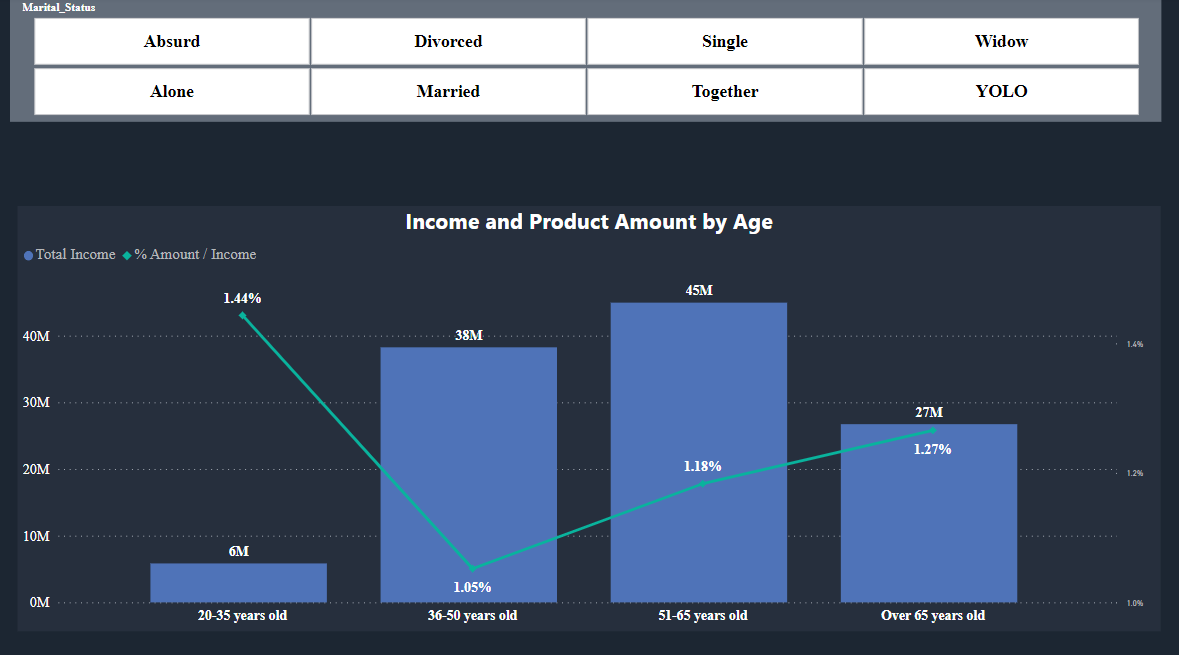 Marital_Status
Absurd Divorced Single Widow
Alone Married Together YOLO
Income and Product Amount by Age
Total Income % Amount / Income
45M
1.44%
40M 38M 1.4%
30M 27M
1.27%
20M 1.18% 1.2%
10M 6M
1.05%
0M 1.0%
20-35 years old 36-50 years old 51-65 years old Over 65 years old